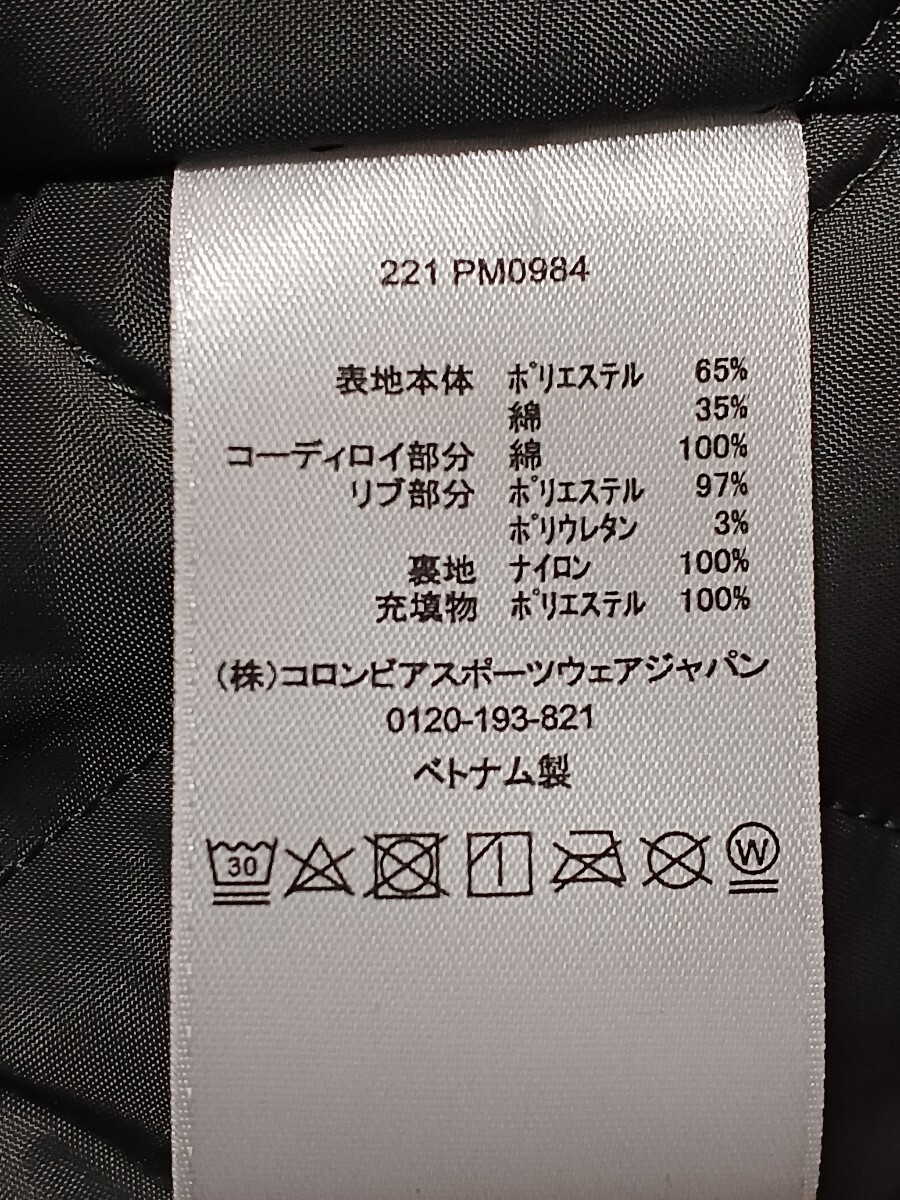 221 PM0984
表地本体 ﾎﾟﾘｴｽﾃﾙ 65%
綿 35%
コーディロイ部分 綿 100%
リブ部分 ﾎﾟﾘｴｽﾃﾙ 97%
ﾎﾟﾘｳﾚﾀﾝ 3%
裏地 ﾅｲﾛﾝ 100%
充填物 ﾎﾟﾘｴｽﾃﾙ 100%
(株)コロンビアスポーツウェアジャパン
0120-193-821
ベトナム製
30 W